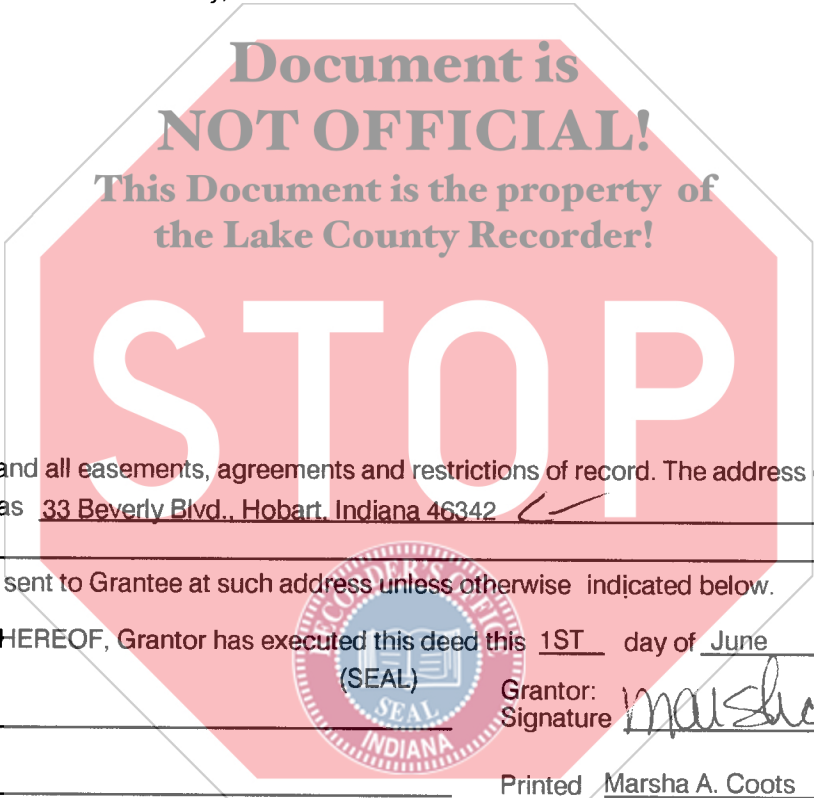 Document is
NOT OFFICIAL!
This Document is the property of
the Lake County Recorder!
STOP
and all easements, agreements and restrictions of record. The address
as 33 Beverly Blvd., Hobart, Indiana 46342
sent to Grantee at such address unless otherwise indicated below.
HEREOF, Grantor has executed this deed this 1ST day of June
(SEAL)
Grantor:
Signature Marsha
RECORDER'S OFFICE
SEAL
INDIANA
Printed Marsha A. Coots